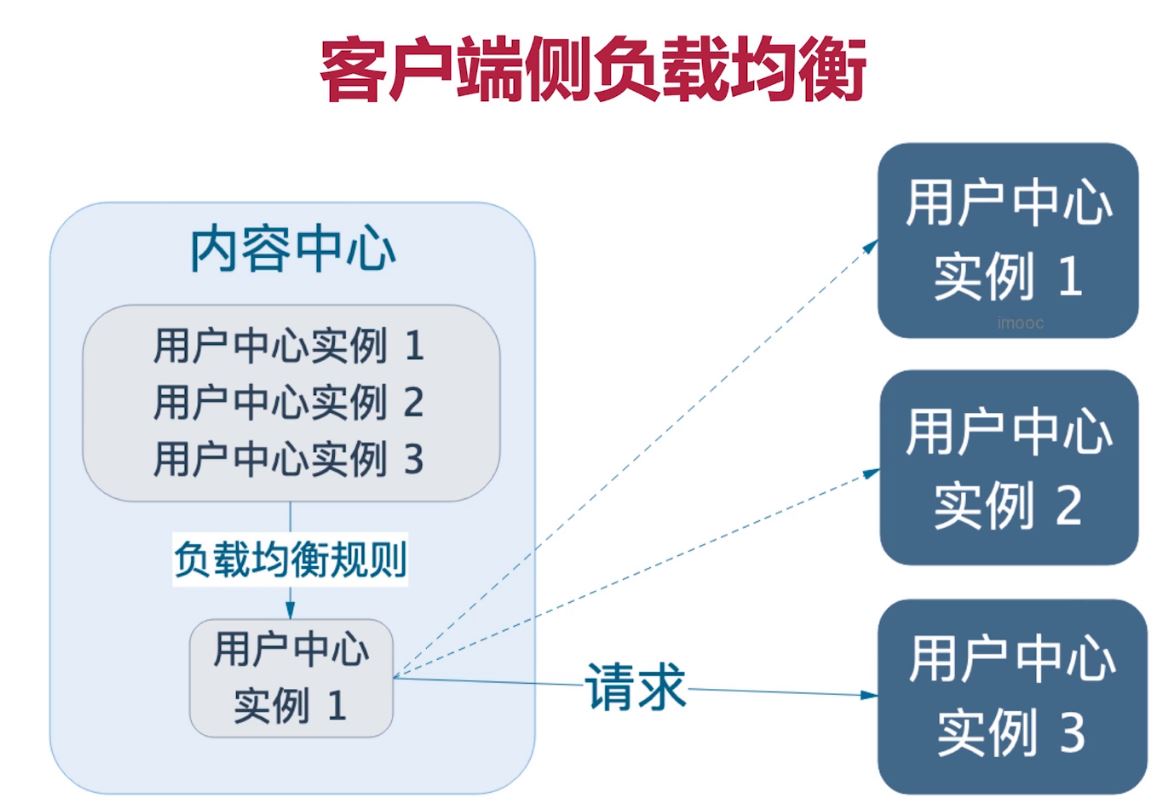 客户端侧负载均衡
内容中心
用户中心实例 1
用户中心实例 2
用户中心实例 3
负载均衡规则
用户中心
实例 1
请求
用户中心
实例 1
imooc
用户中心
实例 2
用户中心
实例 3